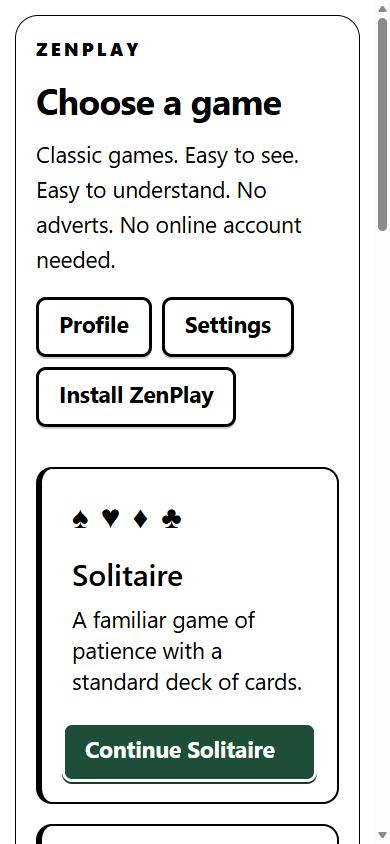 ZENPLAY
Choose a game
Classic games. Easy to see.
Easy to understand. No
adverts. No online account
needed.
Profile
Settings
Install ZenPlay
♠ ♥ ♦ ♣
Solitaire
A familiar game of
patience with a
standard deck of cards.
Continue Solitaire